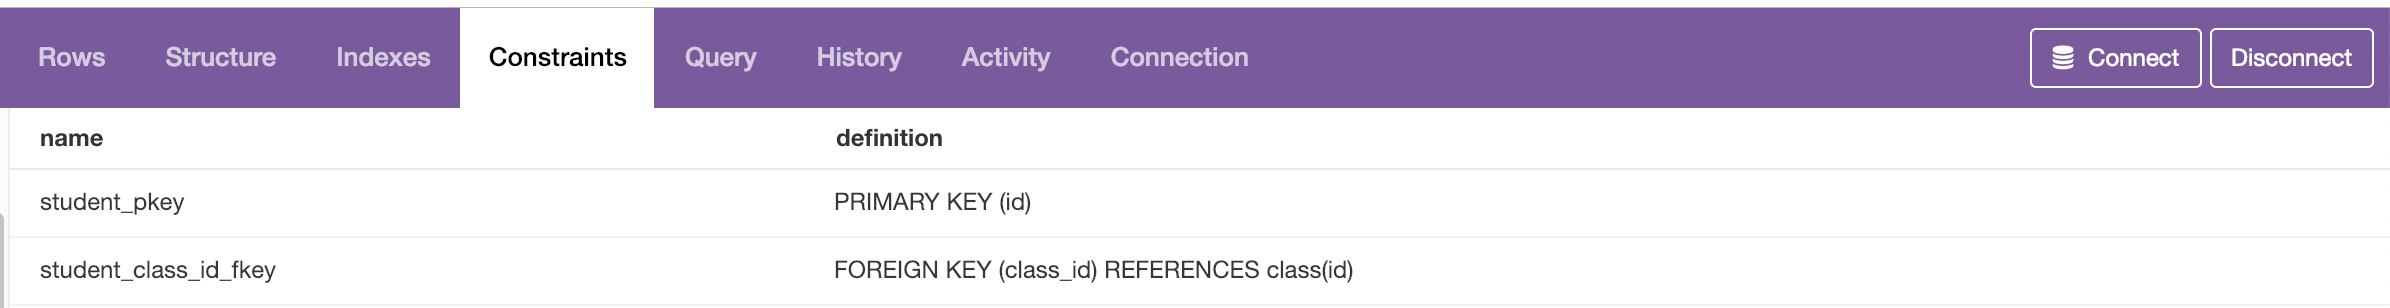 Rows Structure Indexes Constraints Query History Activity Connection Connect Disconnect
name definition
student_pkey PRIMARY KEY (id)
student_class_id_fkey FOREIGN KEY (class_id) REFERENCES class(id)